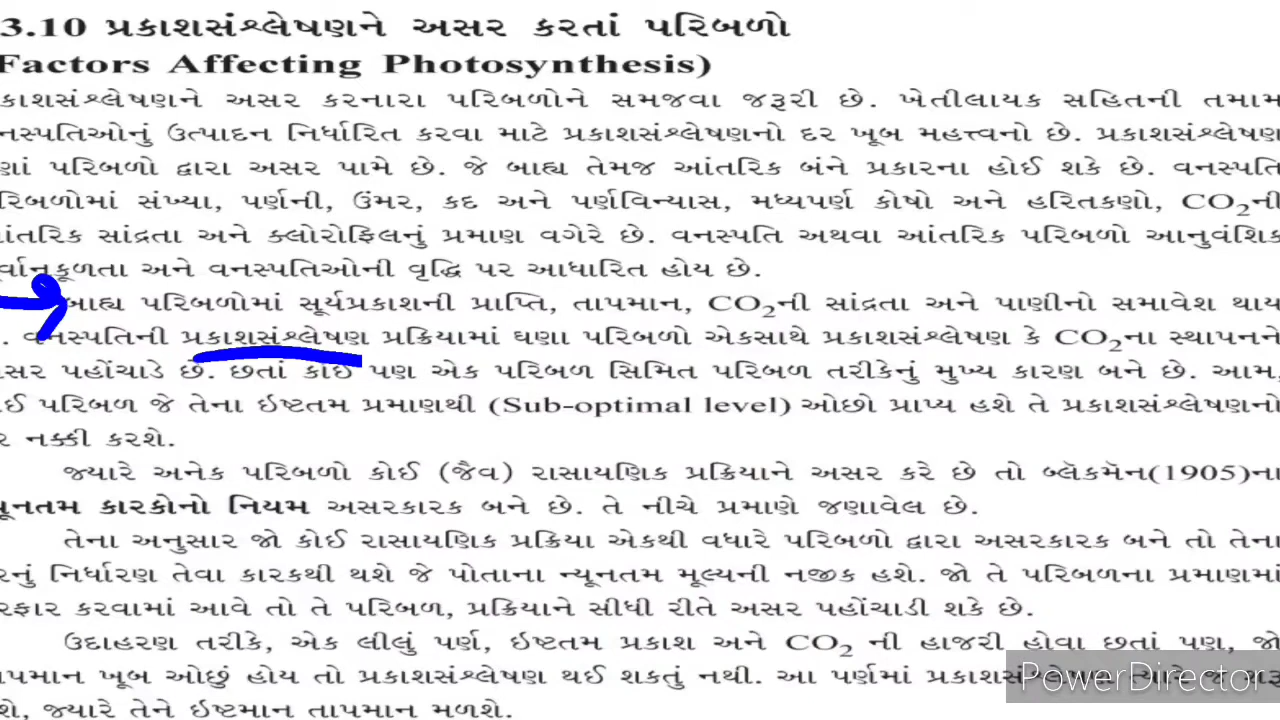 3.10 પ્રકાશસંશ્લેષણને અસર કરતાં પરિબળો
Factors Affecting Photosynthesis)
કાશસંશ્લેષણને અસર કરનારા પરિબળોને સમજવા જરૂરી છે. ખેતીલાયક સહિતની તમામ
નસ્પતિઓનું ઉત્પાદન નિર્ધારિત કરવા માટે પ્રકાશસંશ્લેષણનો દર ખૂબ મહત્ત્વનો છે. પ્રકાશસંશ્લેષણ
ણાં પરિબળો દ્વારા અસર પામે છે. જે બાહ્ય તેમજ આંતરિક બંને પ્રકારના હોઈ શકે છે. વનસ્પતિ
રિબળોમાં સંખ્યા, પર્ણની, ઉંમર, કદ અને પર્ણવિન્યાસ, મધ્યપર્ણ કોષો અને હરિતકણો, CO₂ની
આંતરિક સાંદ્રતા અને ક્લોરોફિલનું પ્રમાણ વગેરે છે. વનસ્પતિ અથવા આંતરિક પરિબળો આનુવંશિક
ર્વાનુકૂળતા અને વનસ્પતિઓની વૃદ્ધિ પર આધારિત હોય છે.
બાહ્ય પરિબળોમાં સૂર્યપ્રકાશની પ્રાપ્તિ, તાપમાન, CO₂ની સાંદ્રતા અને પાણીનો સમાવેશ થાય
. વનસ્પતિની પ્રકાશસંશ્લેષણ પ્રક્રિયામાં ઘણા પરિબળો એકસાથે પ્રકાશસંશ્લેષણ કે CO₂ના સ્થાપનને
સર પહોંચાડે છે. છતાં કોઈ પણ એક પરિબળ સિમિત પરિબળ તરીકેનું મુખ્ય કારણ બને છે. આમ,
ઈ પરિબળ જે તેના ઇષ્ટતમ પ્રમાણથી (Sub-optimal level) ઓછો પ્રાપ્ય હશે તે પ્રકાશસંશ્લેષણનો
ર નક્કી કરશે.
જ્યારે અનેક પરિબળો કોઈ (જૈવ) રાસાયણિક પ્રક્રિયાને અસર કરે છે તો બ્લૅકમૅન(1905)ના
યૂનતમ કારકોનો નિયમ અસરકારક બને છે. તે નીચે પ્રમાણે જણાવેલ છે.
તેના અનુસાર જો કોઈ રાસાયણિક પ્રક્રિયા એકથી વધારે પરિબળો દ્વારા અસરકારક બને તો તેના
રનું નિર્ધારણ તેવા કારકથી થશે જે પોતાના ન્યૂનતમ મૂલ્યની નજીક હશે. જો તે પરિબળના પ્રમાણમાં
રફાર કરવામાં આવે તો તે પરિબળ, પ્રક્રિયાને સીધી રીતે અસર પહોંચાડી શકે છે.
ઉદાહરણ તરીકે, એક લીલું પર્ણ, ઇષ્ટતમ પ્રકાશ અને CO₂ ની હાજરી હોવા છતાં પણ, જો
ાપમાન ખૂબ ઓછું હોય તો પ્રકાશસંશ્લેષણ થઈ શકતું નથી. આ પર્ણમાં પ્રકાશસંશ્લેષણ ત્યારે જ શરૂ
શે, જ્યારે તેને ઇષ્ટમાન તાપમાન મળશે.
PowerDirector